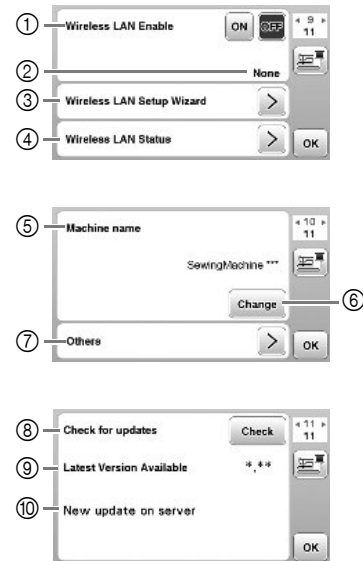 ① Wireless LAN Enable ON OFF ◂ 9 ▸
11
② None
③ Wireless LAN Setup Wizard >
④ Wireless LAN Status > OK
⑤ Machine name ◂ 10 ▸
11
SewingMachine ***
Change ⑥
⑦ Others > OK
⑧ Check for updates Check ◂ 11 ▸
11
⑨ Latest Version Available *.**
⑩ New update on server
OK